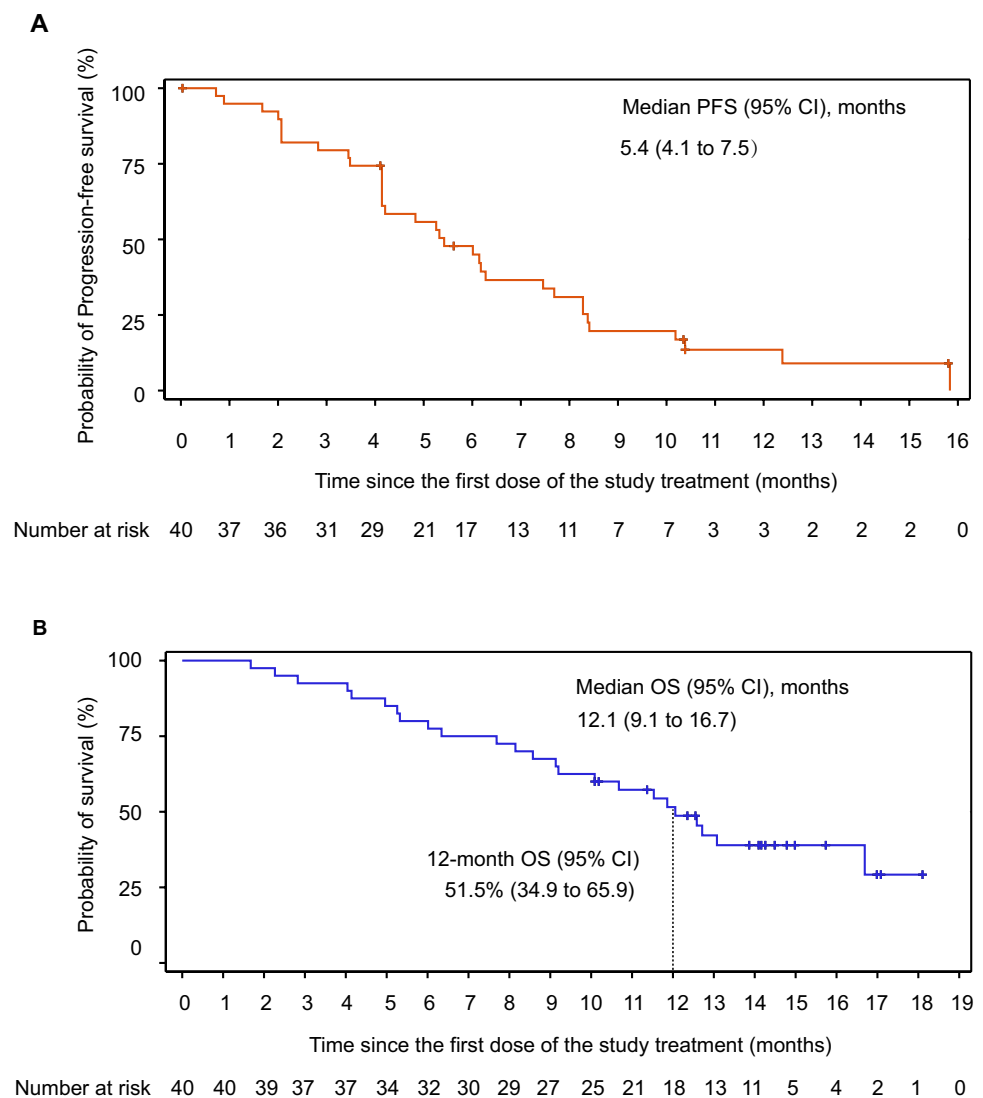 A
Probability of Progression-free survival (%)
100
75
50
25
0
Median PFS (95% CI), months
5.4 (4.1 to 7.5）
0 1 2 3 4 5 6 7 8 9 10 11 12 13 14 15 16
Time since the first dose of the study treatment (months)
Number at risk 40 37 36 31 29 21 17 13 11 7 7 3 3 2 2 2 0
B
Probability of survival (%)
100
75
50
25
0
Median OS (95% CI), months
12.1 (9.1 to 16.7)
12-month OS (95% CI)
51.5% (34.9 to 65.9)
0 1 2 3 4 5 6 7 8 9 10 11 12 13 14 15 16 17 18 19
Time since the first dose of the study treatment (months)
Number at risk 40 40 39 37 37 34 32 30 29 27 25 21 18 13 11 5 4 2 1 0